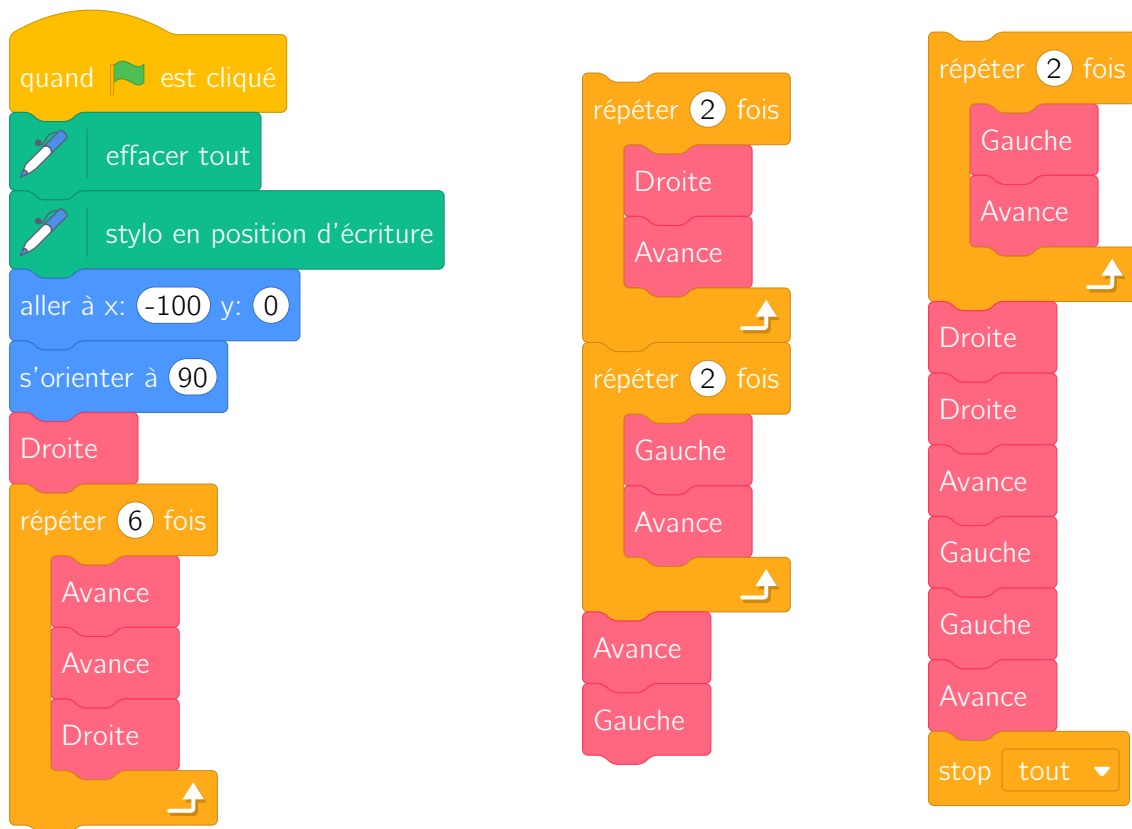 quand est cliqué
effacer tout
stylo en position d'écriture
aller à x: -100 y: 0
s'orienter à 90
Droite
répéter 6 fois
Avance
Avance
Droite
répéter 2 fois
Droite
Avance
répéter 2 fois
Gauche
Avance
Avance
Gauche
répéter 2 fois
Gauche
Avance
Droite
Droite
Avance
Gauche
Gauche
Avance
stop tout